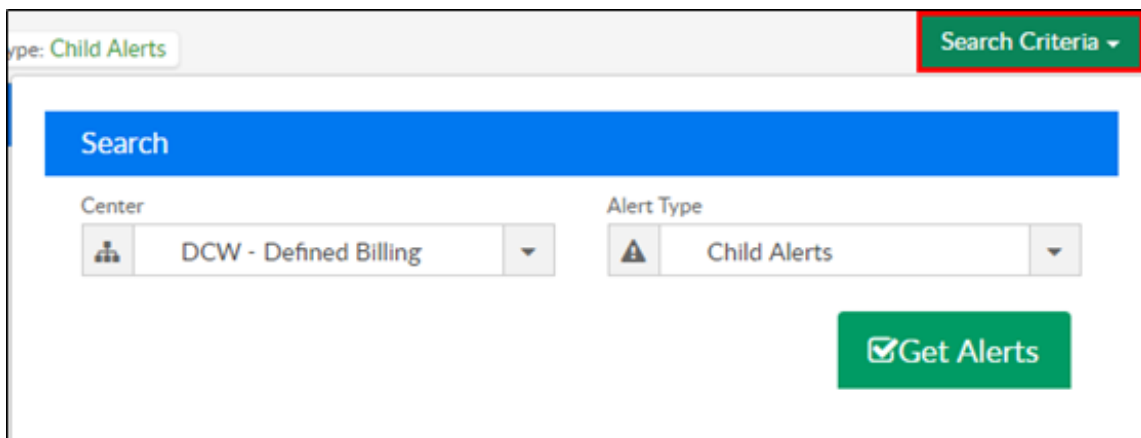 ype: Child Alerts
Search Criteria
Search
Center
Alert Type
DCW - Defined Billing
Child Alerts
Get Alerts